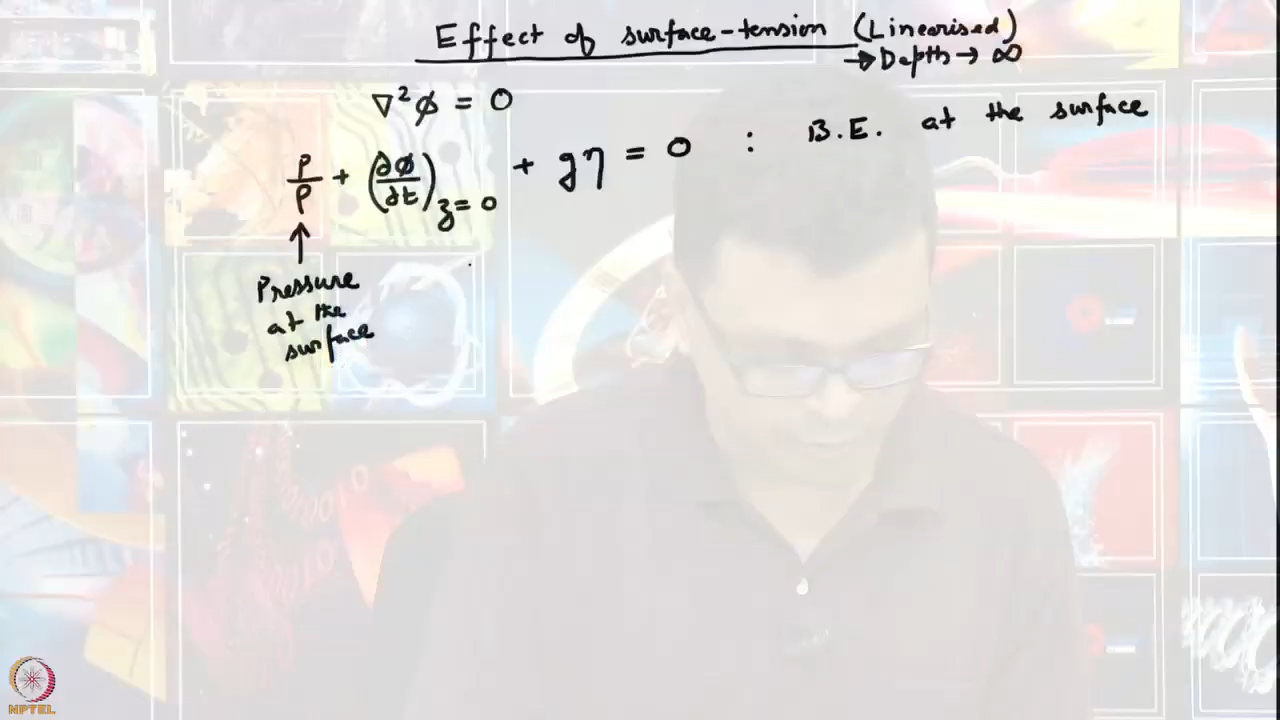 Effect of surface-tension (Linearised)
→ Depth → ∞
∇²φ = 0
p/ρ + (∂φ/∂t)z=0 + gη = 0 : B.E. at the surface
↑
Pressure
at the
surface
NPTEL